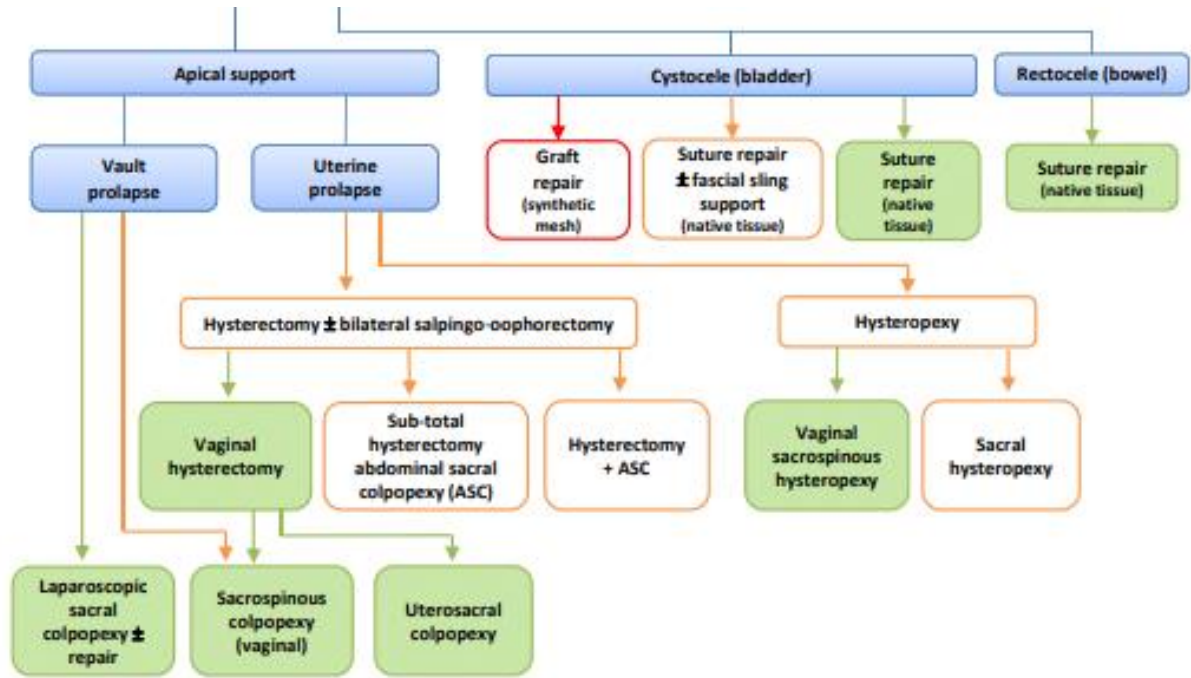 Apical support
Cystocele (bladder)
Rectocele (bowel)
Vault
prolapse
Uterine
prolapse
Graft
repair
(synthetic
mesh)
Suture repair
± fascial sling
support
(native tissue)
Suture
repair
(native
tissue)
Suture repair
(native tissue)
Hysterectomy ± bilateral salpingo-oophorectomy
Hysteropexy
Vaginal
hysterectomy
Sub-total
hysterectomy
abdominal sacral
colpopexy (ASC)
Hysterectomy
+ ASC
Vaginal
sacrospinous
hysteropexy
Sacral
hysteropexy
Laparoscopic
sacral
colpopexy ±
repair
Sacrospinous
colpopexy
(vaginal)
Uterosacral
colpopexy